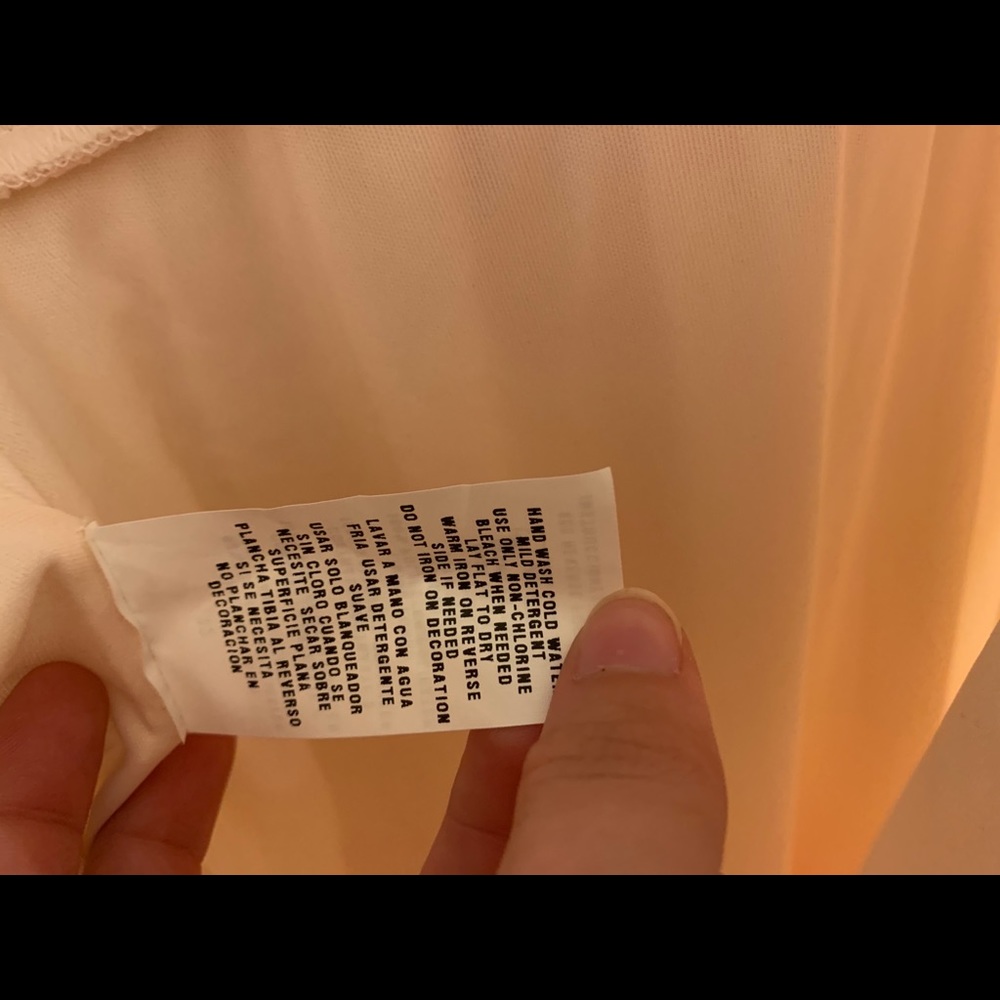 HAND WASH COLD WATE
MILD DETERGENT
USE ONLY NON-CHLORINE
BLEACH WHEN NEEDED
LAY FLAT TO DRY
WARM IRON ON REVERSE
SIDE IF NEEDED
DO NOT IRON ON DECORATION
LAVAR A MANO CON AGUA
FRIA USAR DETERGENTE
SUAVE
USAR SOLO BLANQUEADOR
SIN CLORO CUANDO SE
NECESITE SECAR SOBRE
SUPERFICIE PLANA
PLANCHA TIBIA AL REVERSO
SI SE NECESITA
NO PLANCHAR EN
DECORACION